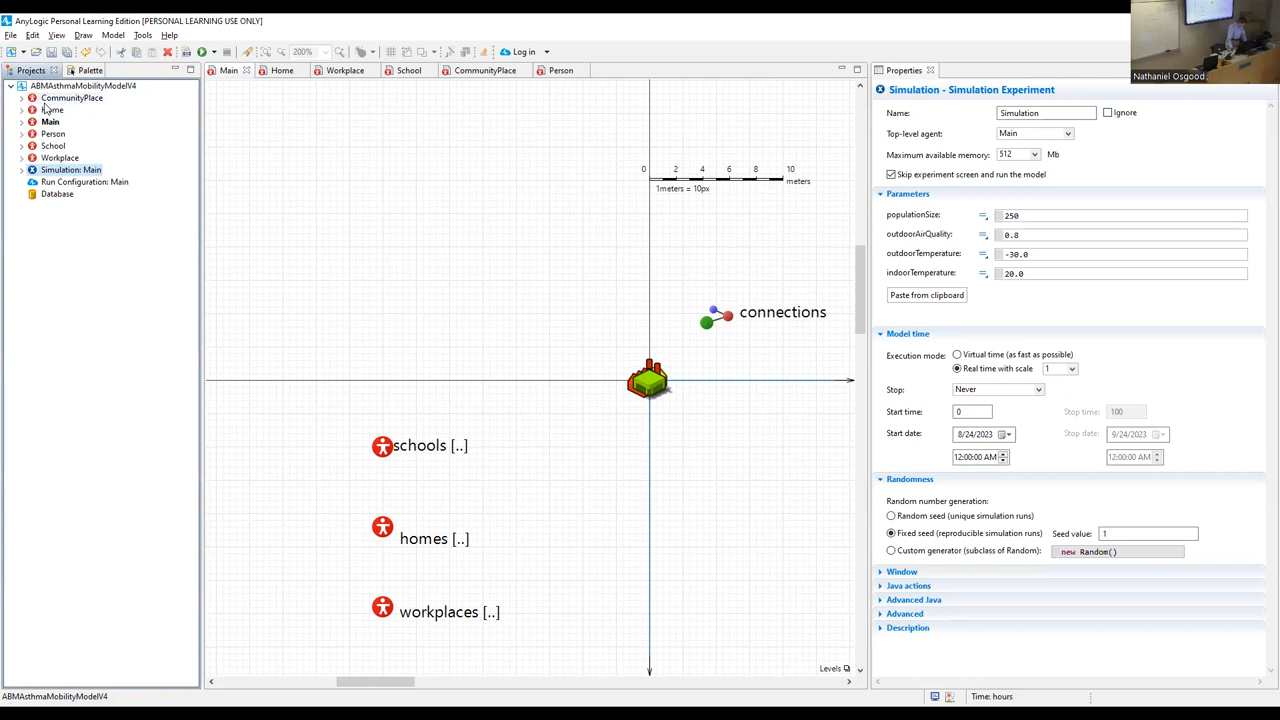 AnyLogic Personal Learning Edition [PERSONAL LEARNING USE ONLY]
File Edit View Draw Model Tools Help
200% Log in
Projects Palette
Main Home Workplace School CommunityPlace Person
Properties
ABMAsthmaMobilityModelV4
CommunityPlace
Home
Main
Person
School
Workplace
Simulation: Main
Run Configuration: Main
Database
0 2 4 6 8 10
meters
1meters = 10px
connections
schools [..]
homes [..]
workplaces [..]
Levels
Simulation - Simulation Experiment
Name: Simulation Ignore
Top-level agent: Main
Maximum available memory: 512 Mb
Skip experiment screen and run the model
Parameters
populationSize: 250
outdoorAirQuality: 0.8
outdoorTemperature: -30.0
indoorTemperature: 20.0
Paste from clipboard
Model time
Execution mode: Virtual time (as fast as possible)
Real time with scale 1
Stop: Never
Start time: 0 Stop time: 100
Start date: 8/24/2023 Stop date: 9/24/2023
12:00:00 AM 12:00:00 AM
Randomness
Random number generation:
Random seed (unique simulation runs)
Fixed seed (reproducible simulation runs) Seed value: 1
Custom generator (subclass of Random): new Random()
Window
Java actions
Advanced Java
Advanced
Description
Nathaniel Osgood
ABMAsthmaMobilityModelV4
Time: hours